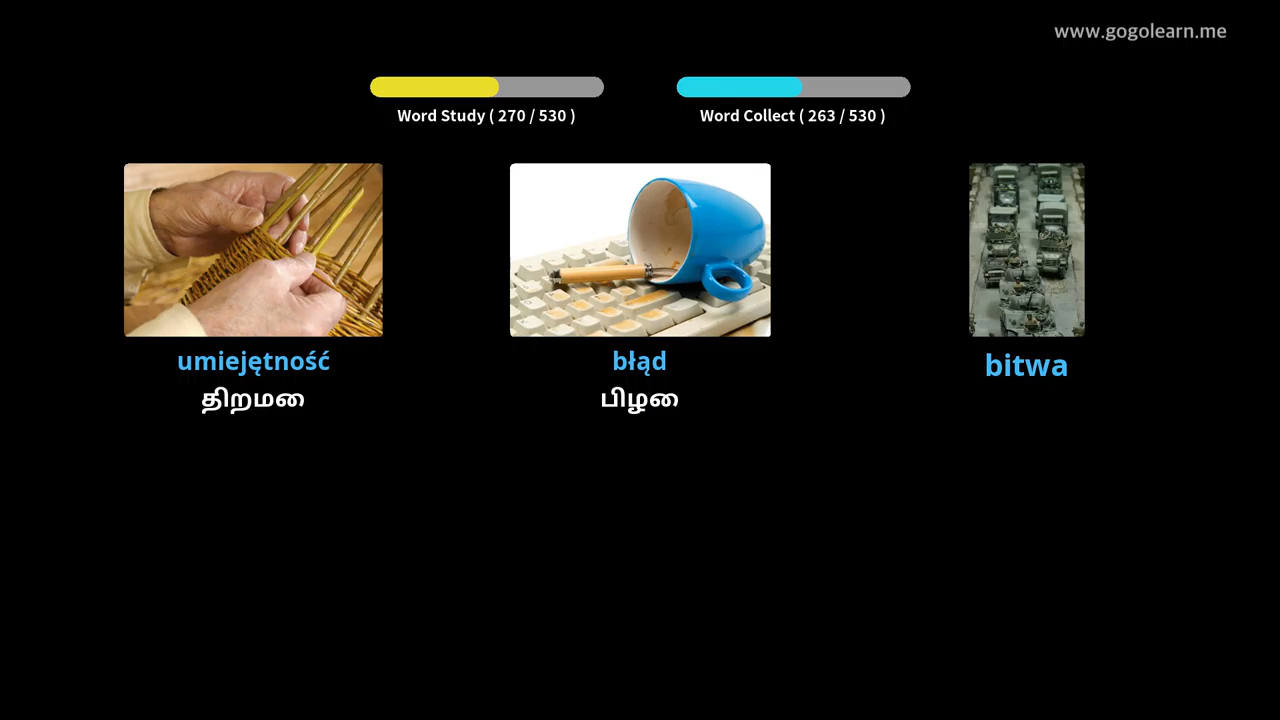 www.gogolearn.me
Word Study ( 270 / 530 )
Word Collect ( 263 / 530 )
umiejętność
błąd
bitwa
திறமை
பிழை